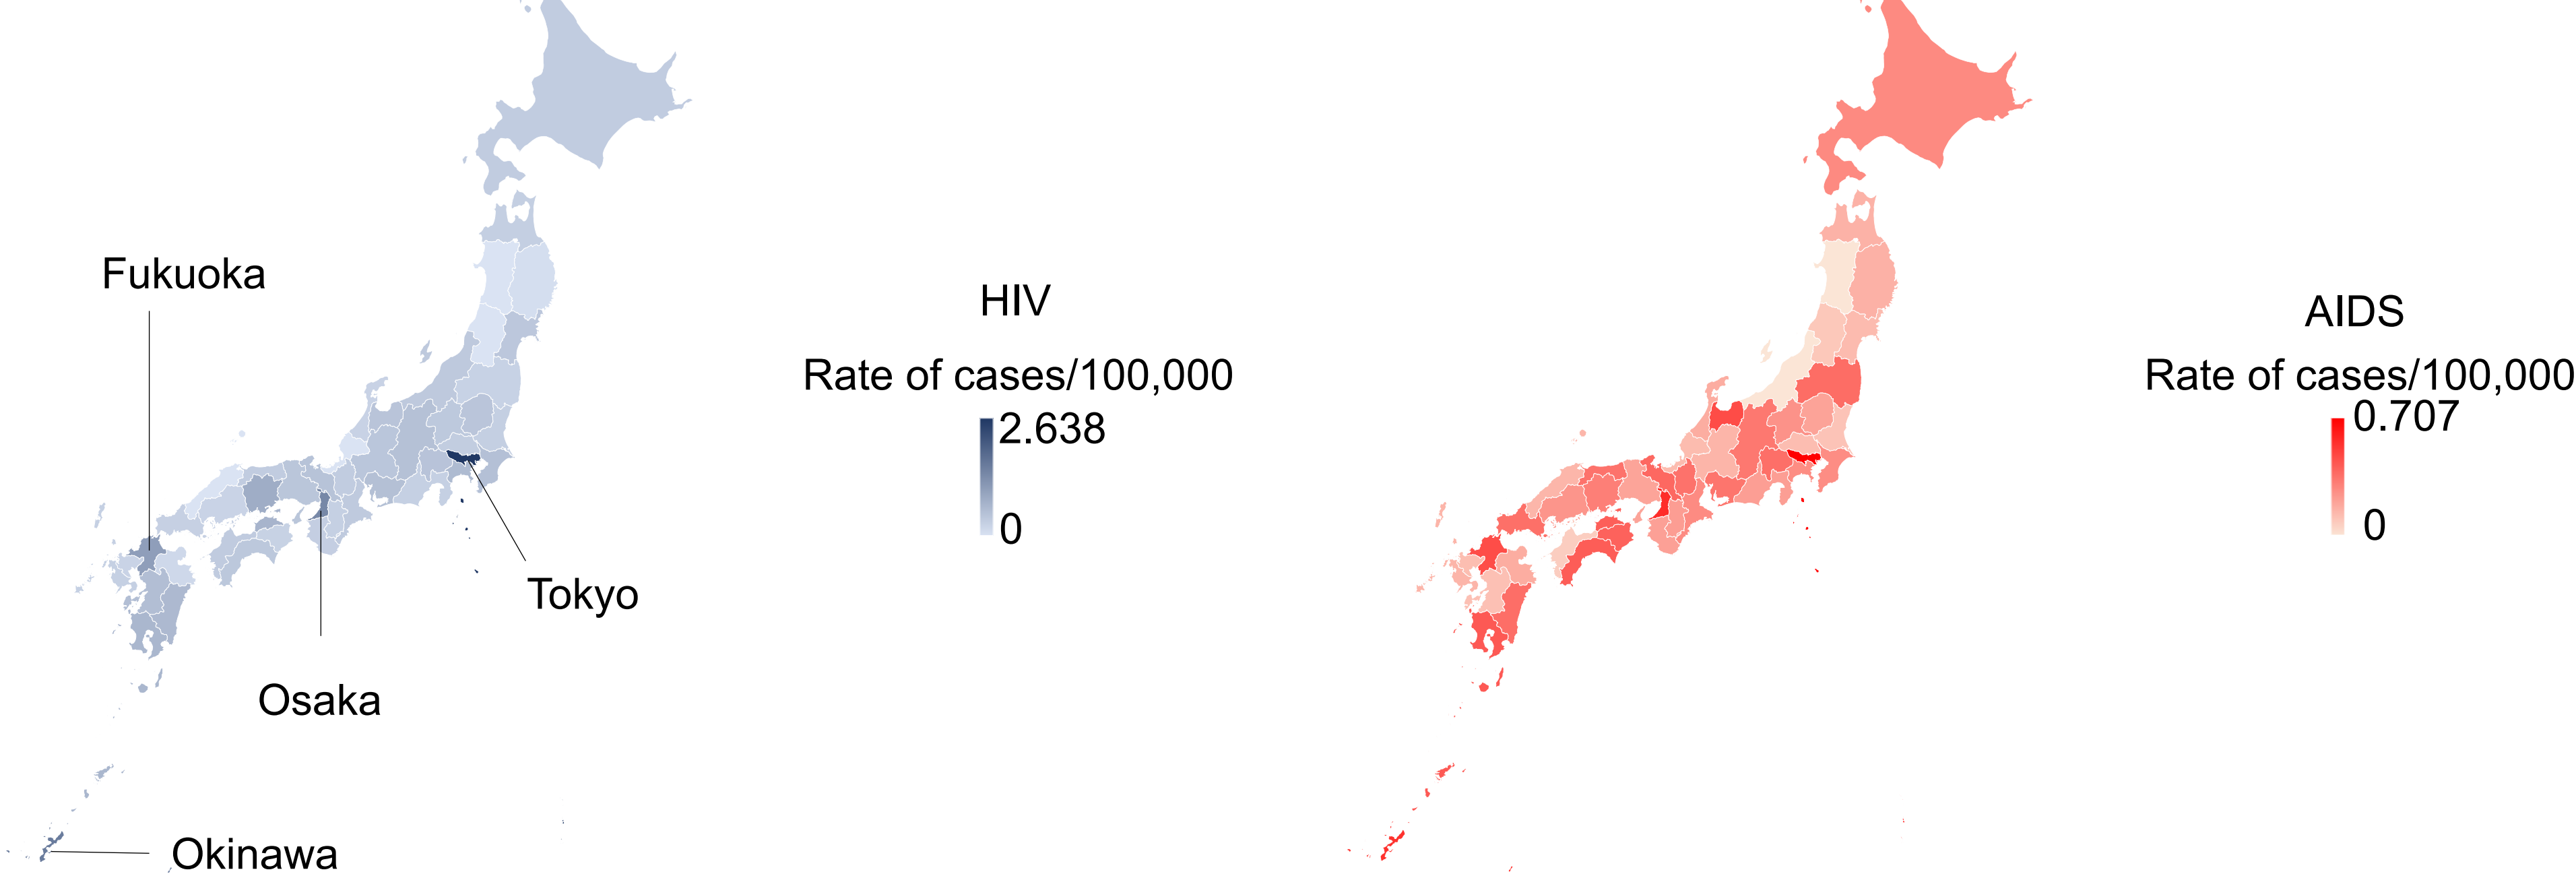 Fukuoka
Osaka
Tokyo
Okinawa
HIV
Rate of cases/100,000
2.638
0
AIDS
Rate of cases/100,000
0.707
0